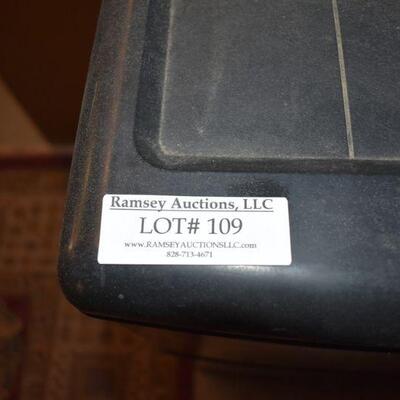 Ramsey Auctions, LLC
LOT# 109
www.RAMSEYAUCTIONSLLC.com
828-713-4671